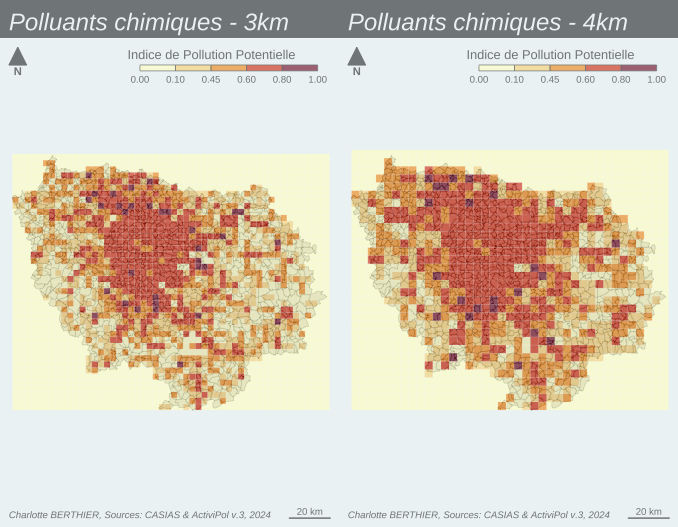 Polluants chimiques - 3km
Indice de Pollution Potentielle
N
0.00 0.10 0.45 0.60 0.80 1.00
Charlotte BERTHIER, Sources: CASIAS & ActiviPol v.3, 2024
20 km
Polluants chimiques - 4km
Indice de Pollution Potentielle
N
0.00 0.10 0.45 0.60 0.80 1.00
Charlotte BERTHIER, Sources: CASIAS & ActiviPol v.3, 2024
20 km